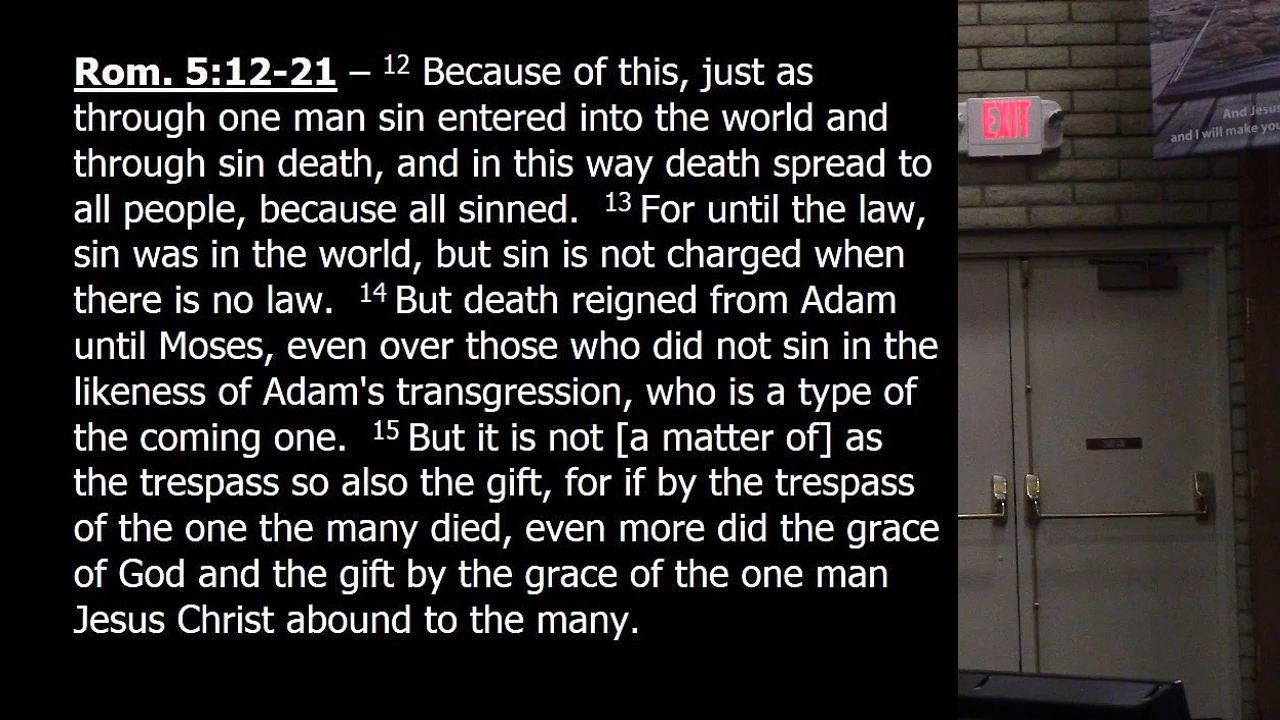 Rom. 5:12-21 – 12 Because of this, just as
through one man sin entered into the world and
through sin death, and in this way death spread to
all people, because all sinned. 13 For until the law,
sin was in the world, but sin is not charged when
there is no law. 14 But death reigned from Adam
until Moses, even over those who did not sin in the
likeness of Adam's transgression, who is a type of
the coming one. 15 But it is not [a matter of] as
the trespass so also the gift, for if by the trespass
of the one the many died, even more did the grace
of God and the gift by the grace of the one man
Jesus Christ abound to the many.
EXIT
And Jesus
and I will make you